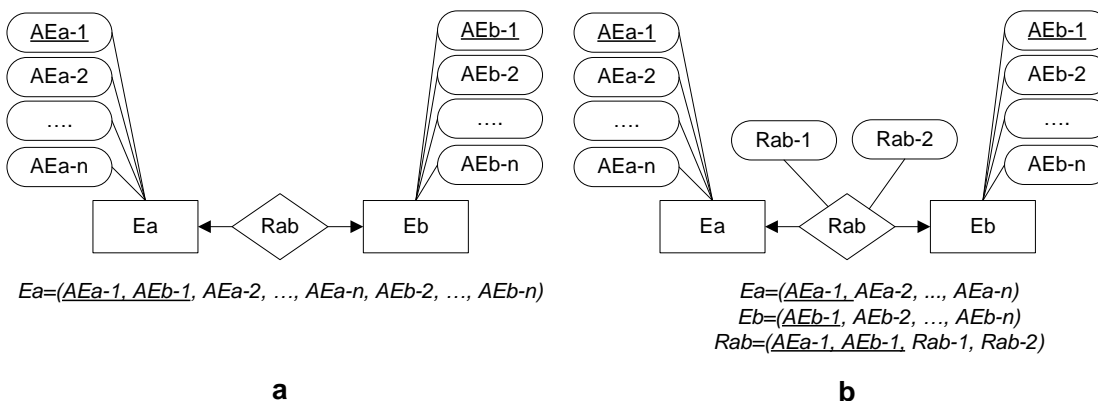 AEa-1
AEa-2
….
AEa-n
AEb-1
AEb-2
….
AEb-n
Ea
Rab
Eb
Ea=(AEa-1, AEb-1, AEa-2, …, AEa-n, AEb-2, …, AEb-n)
a
AEa-1
AEa-2
….
AEa-n
Rab-1
Rab-2
AEb-1
AEb-2
….
AEb-n
Ea
Rab
Eb
Ea=(AEa-1, AEa-2, ..., AEa-n)
Eb=(AEb-1, AEb-2, …, AEb-n)
Rab=(AEa-1, AEb-1, Rab-1, Rab-2)
b